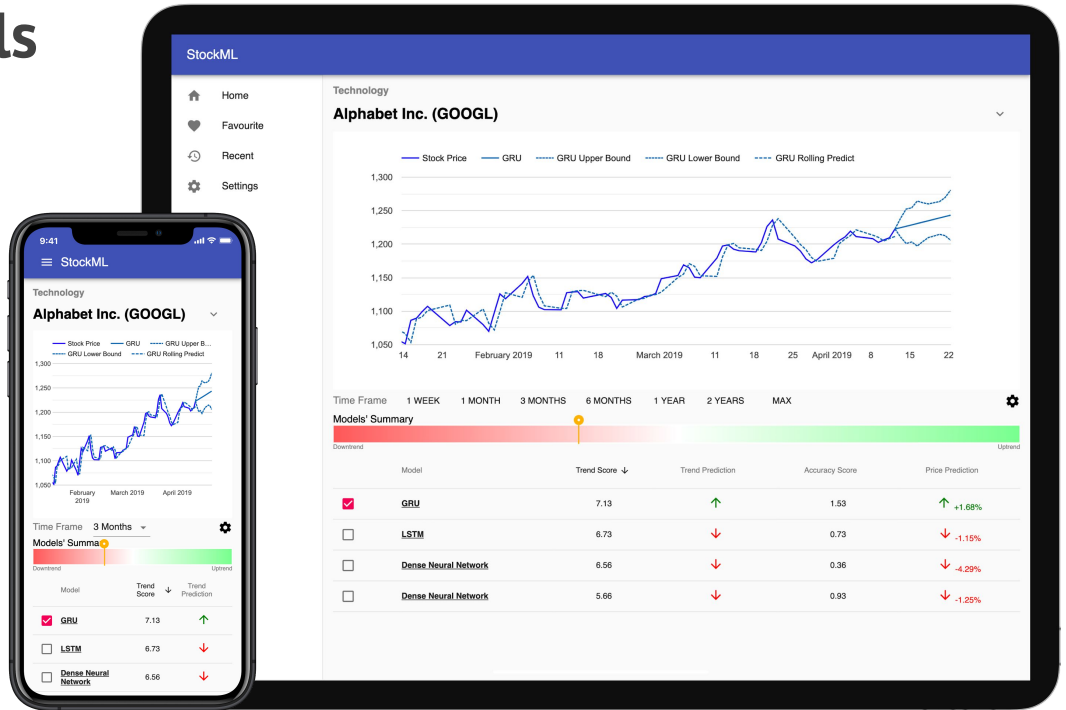 ls
StockML
Home
Favourite
Recent
Settings
Technology
Alphabet Inc. (GOOGL)
Stock Price GRU GRU Upper Bound GRU Lower Bound GRU Rolling Predict
1,300
1,250
1,200
1,150
1,100
1,050
14 21 February 2019 11 18 March 2019 11 18 25 April 2019 8 15 22
Time Frame 1 WEEK 1 MONTH 3 MONTHS 6 MONTHS 1 YEAR 2 YEARS MAX
Models' Summary
Downtrend Uptrend
Model Trend Score Trend Prediction Accuracy Score Price Prediction
GRU 7.13 1.53 +1.68%
LSTM 6.73 0.73 -1.15%
Dense Neural Network 6.56 0.36 -4.29%
Dense Neural Network 5.66 0.93 -1.25%
9:41
StockML
Technology
Alphabet Inc. (GOOGL)
Stock Price GRU GRU Upper B...
GRU Lower Bound GRU Rolling Predict
1,300
1,250
1,200
1,150
1,100
1,050
February March 2019 April 2019
2019
Time Frame 3 Months
Models' Summa
Downtrend Uptrend
Model Trend Score Trend Prediction
GRU 7.13
LSTM 6.73
Dense Neural
Network 6.56